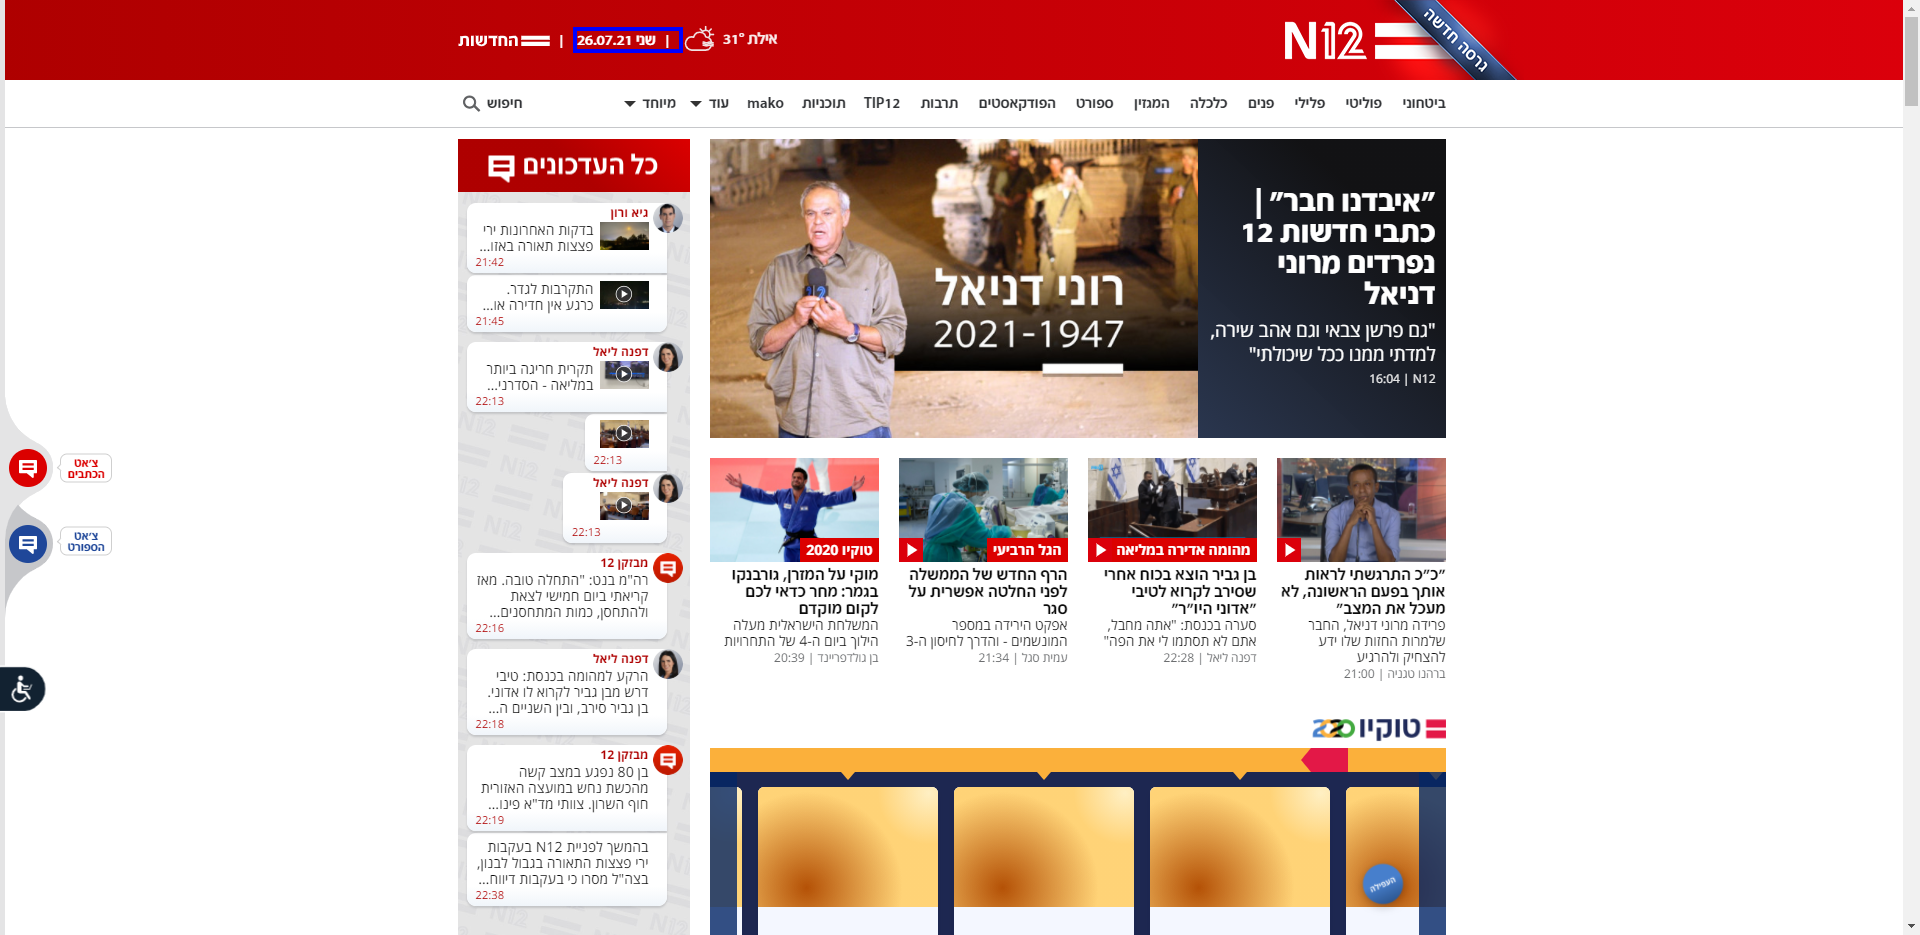 גרסה חדשה
N12
אילת 31°
| שני 26.07.21
| החדשות
ביטחוני פוליטי פלילי פנים כלכלה המגזין ספורט הפודקאסטים תרבות TIP12 תוכניות mako עוד מיוחד חיפוש
"איבדנו חבר" |
כתבי חדשות 12
נפרדים מרוני
דניאל
"גם פרשן צבאי וגם אהב שירה,
למדתי ממנו ככל שיכולתי"
N12 | 16:04
רוני דניאל
2021-1947
"כ"כ התרגשתי לראות
אותך בפעם הראשונה, לא
מעכל את המצב"
פרידה מרוני דניאל, החבר
שלמרות החזות שלו ידע
להצחיק ולהרגיע
ברהנו טגניה | 21:00
מהומה אדירה במליאה
בן גביר הוצא בכוח אחרי
שסירב לקרוא לטיבי
"אדוני היו"ר"
סערה בכנסת: "אתה מחבל,
אתם לא תסתמו לי את הפה"
דפנה ליאל | 22:28
הגל הרביעי
הרף החדש של הממשלה
לפני החלטה אפשרית על
סגר
אפקט הירידה במספר
המונשמים - והדרך לחיסון ה-3
עמית סגל | 21:34
טוקיו 2020
מוקי על המזרן, גורבנקו
בגמר: מחר כדאי לכם
לקום מוקדם
המשלחת הישראלית מעלה
הילוך ביום ה-4 של התחרויות
בן גולדפריינד | 20:39
טוקיו 2020
העפילה
כל העדכונים
גיא ורון
בדקות האחרונות ירי
פצצות תאורה באזו...
21:42
התקרבות לגדר.
כרגע אין חדירה או...
21:45
דפנה ליאל
תקרית חריגה ביותר
במליאה - הסדרני...
22:13
22:13
דפנה ליאל
22:13
מבזקן 12
רה"מ בנט: "התחלה טובה. מאז
קריאתי ביום חמישי לצאת
ולהתחסן, כמות המתחסנים...
22:16
דפנה ליאל
הרקע למהומה בכנסת: טיבי
דרש מבן גביר לקרוא לו אדוני.
בן גביר סירב, ובין השניים ה...
22:18
מבזקן 12
בן 80 נפגע במצב קשה
מהכשת נחש במועצה האזורית
חוף השרון. צוותי מד"א פינו...
22:19
בהמשך לפניית N12 בעקבות
ירי פצצות התאורה בגבול לבנון,
בצה"ל מסרו כי בעקבות דיווח...
22:38
צ'אט
הכתבים
צ'אט
הספורט